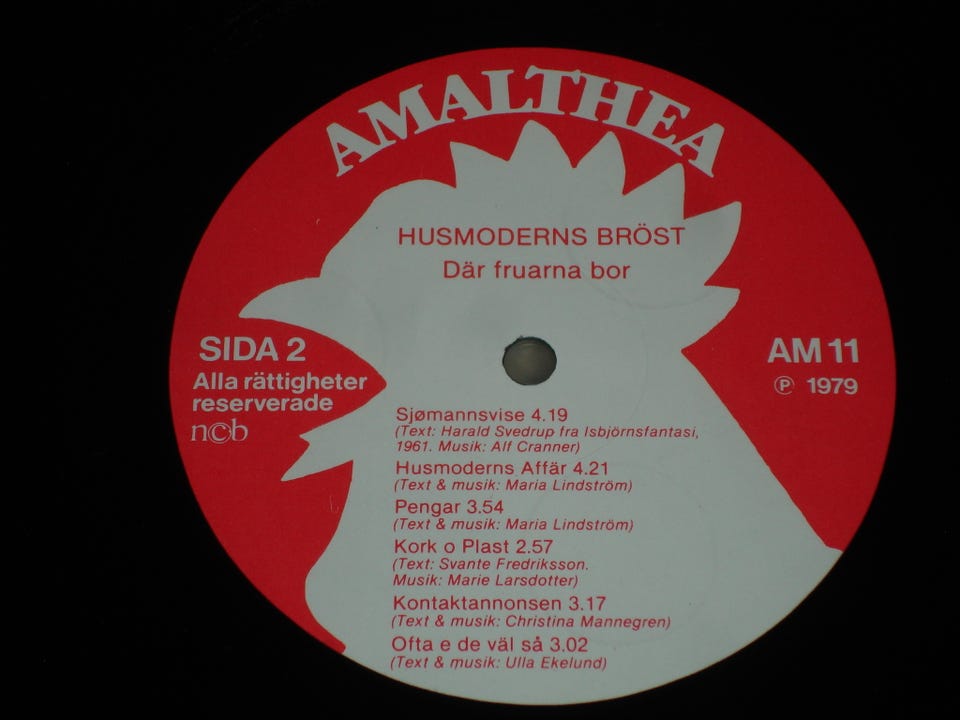 AMALTHEA
HUSMODERNS BRÖST
Där fruarna bor
SIDA 2
Alla rättigheter
reserverade
n©b
AM 11
Ⓟ 1979
Sjømannsvise 4.19
(Text: Harald Svedrup fra Isbjörnsfantasi,
1961. Musik: Alf Cranner)
Husmoderns Affär 4.21
(Text & musik: Maria Lindström)
Pengar 3.54
(Text & musik: Maria Lindström)
Kork o Plast 2.57
(Text: Svante Fredriksson.
Musik: Marie Larsdotter)
Kontaktannonsen 3.17
(Text & musik: Christina Mannegren)
Ofta e de väl så 3.02
(Text & musik: Ulla Ekelund)